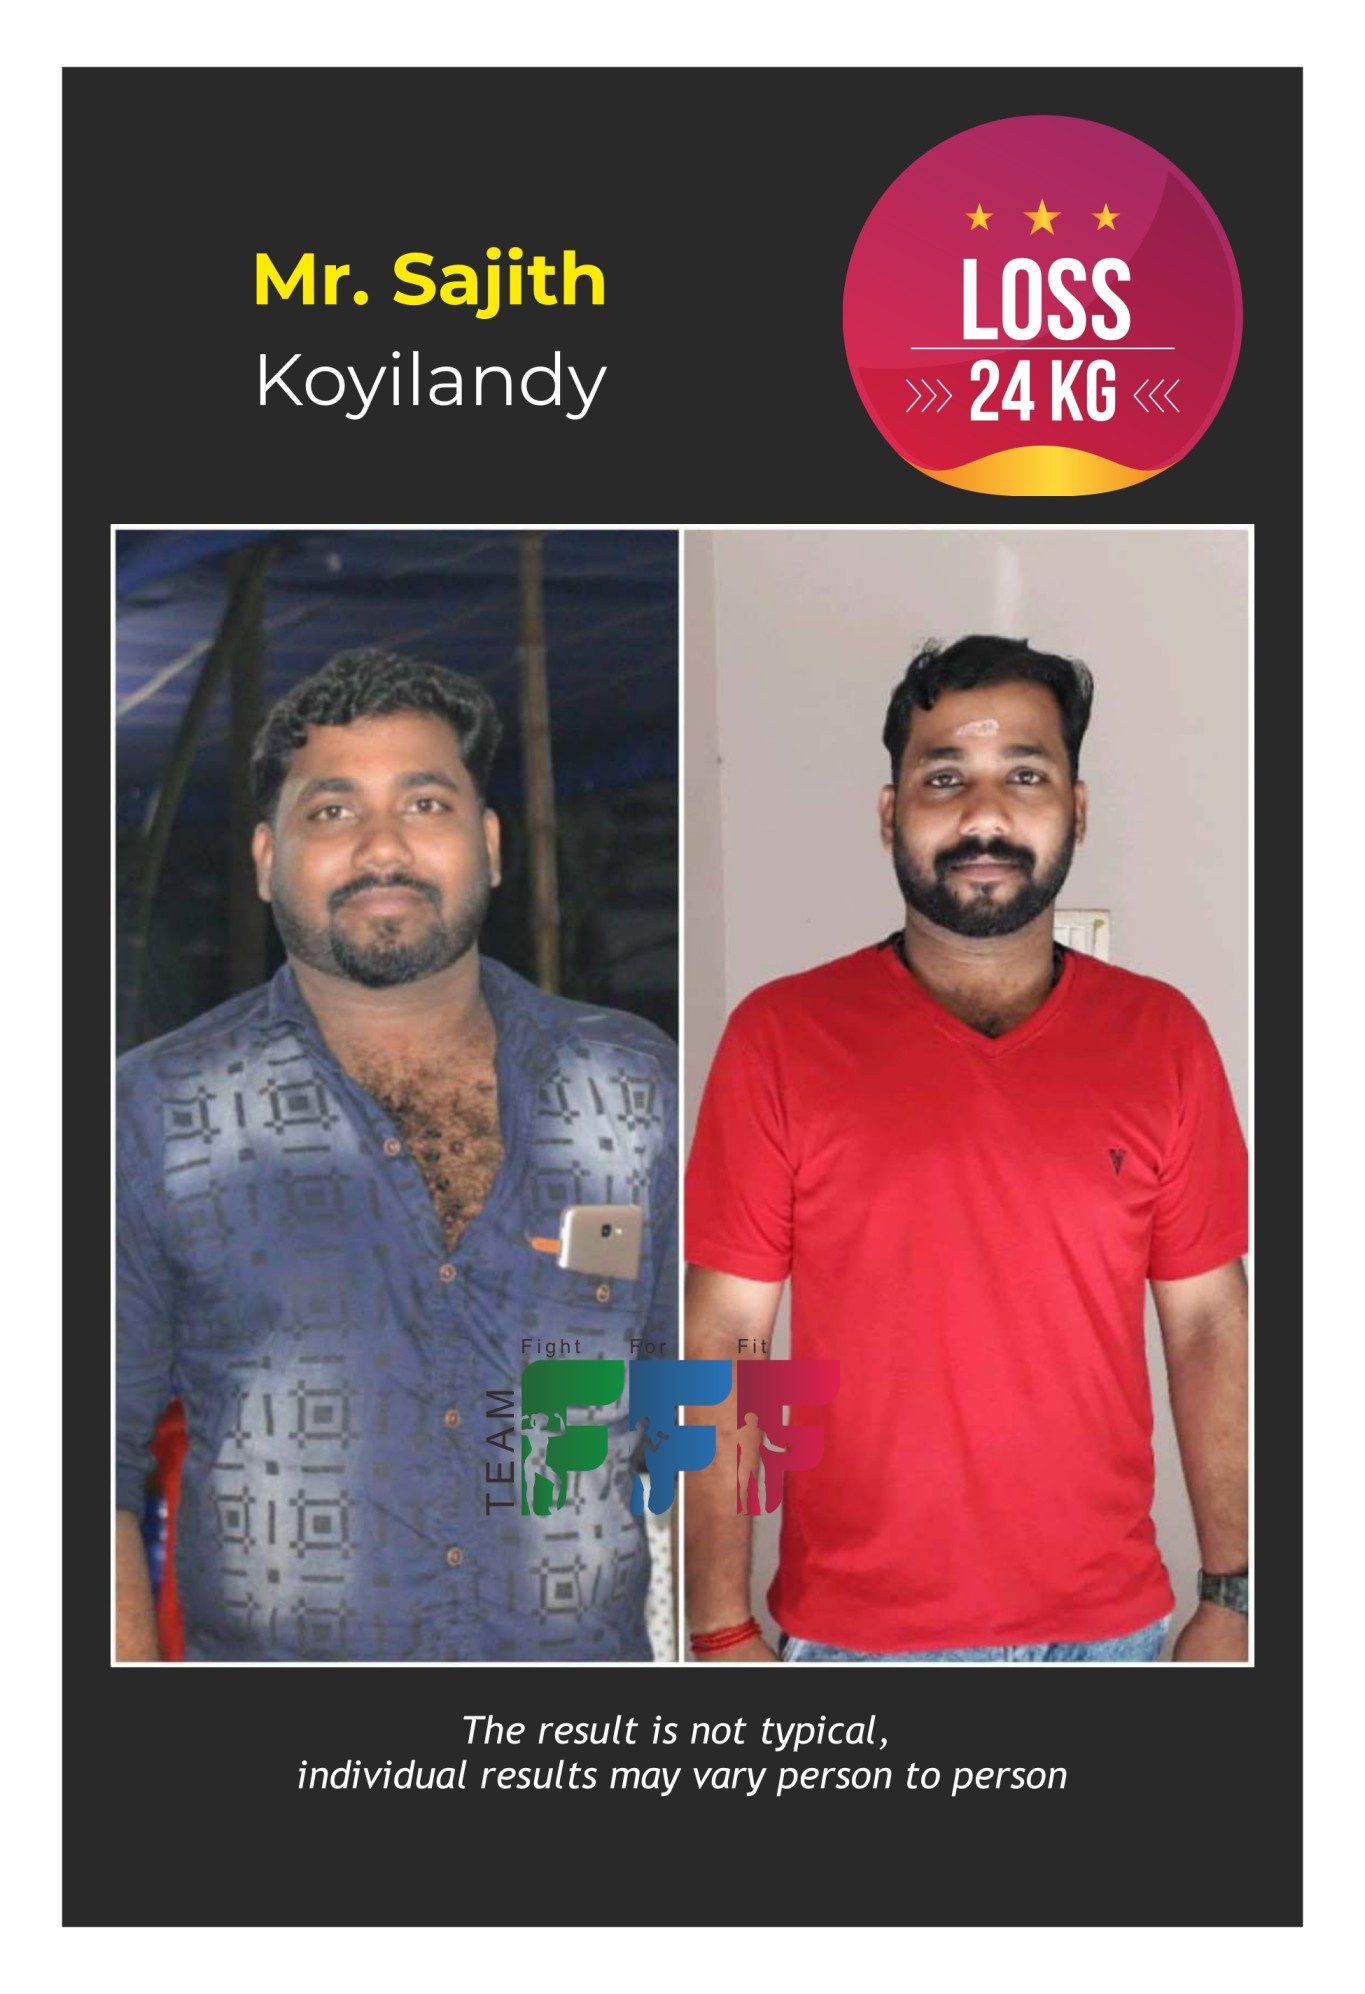 Mr. Sajith
Koyilandy
LOSS
24 KG
Fight For Fit
TEAM
FFF
The result is not typical,
individual results may vary person to person